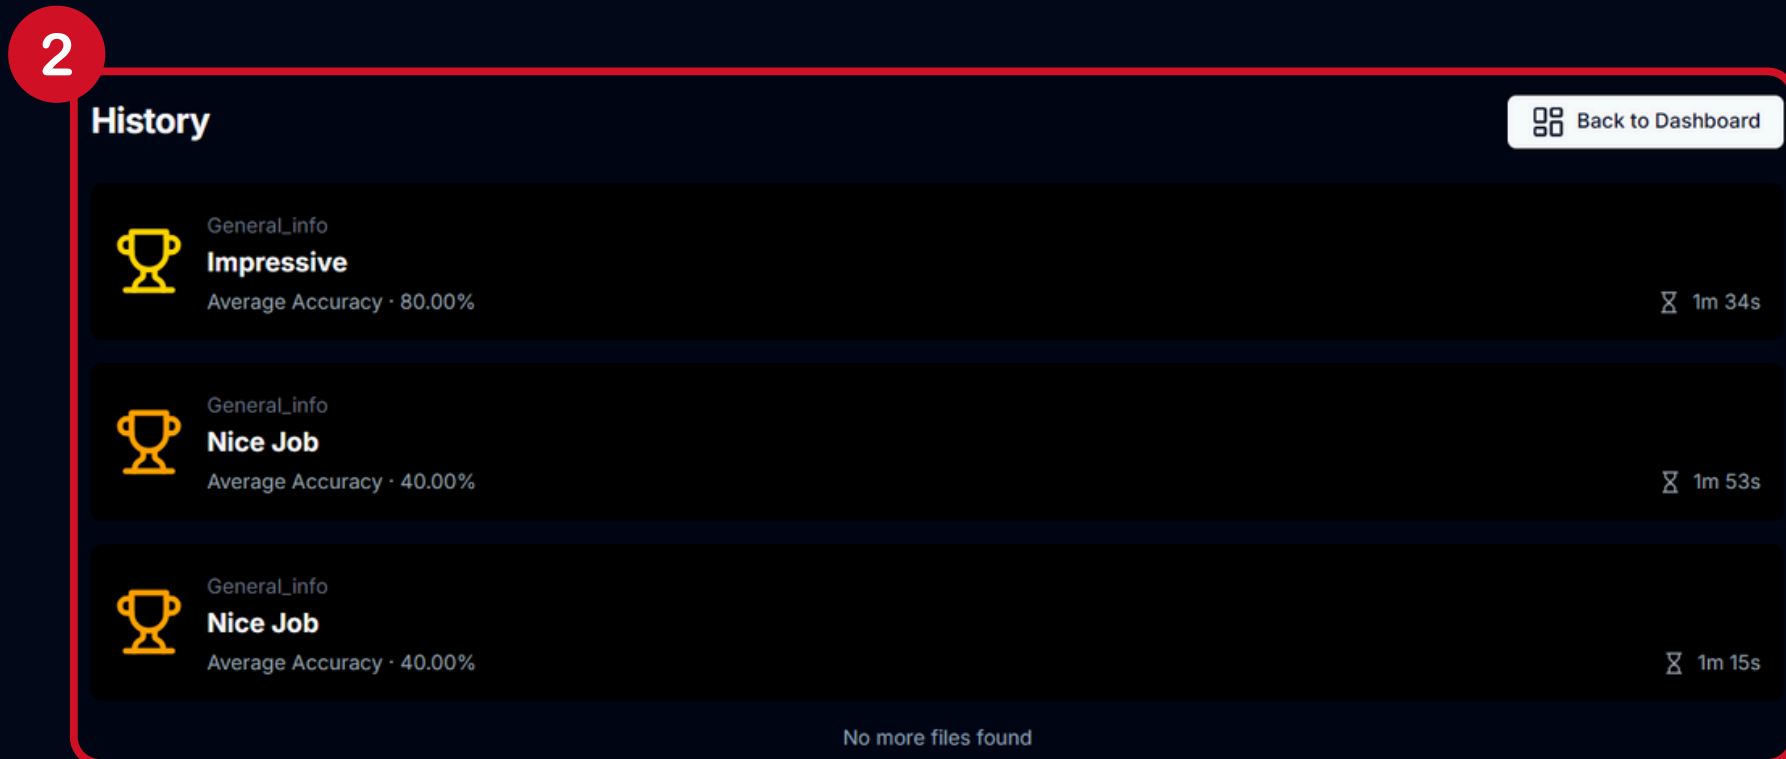 2
History
Back to Dashboard
General_info
Impressive
Average Accuracy · 80.00%
1m 34s
General_info
Nice Job
Average Accuracy · 40.00%
1m 53s
General_info
Nice Job
Average Accuracy · 40.00%
1m 15s
No more files found